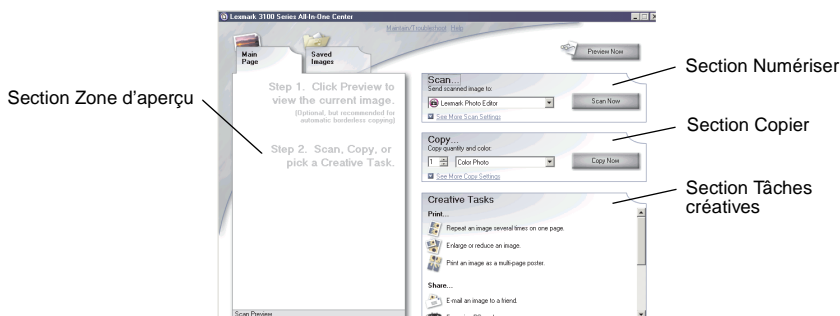 Lexmark 3100 Series All-In-One Center
Maintain/Troubleshoot Help
Main
Page
Saved
Images
Preview Now
Step 1. Click Preview to
view the current image.
(Optional, but recommended for
automatic borderless copying)
Step 2. Scan, Copy, or
pick a Creative Task.
Scan Preview
Scan...
Send scanned image to:
Lexmark Photo Editor
Scan Now
See More Scan Settings
Copy...
Copy quantity and color:
1 Color Photo
Copy Now
See More Copy Settings
Creative Tasks
Print...
Repeat an image several times on one page.
Enlarge or reduce an image.
Print an image as a multi-page poster.
Share...
E-mail an image to a friend.
Section Zone d'aperçu
Section Numériser
Section Copier
Section Tâches
créatives